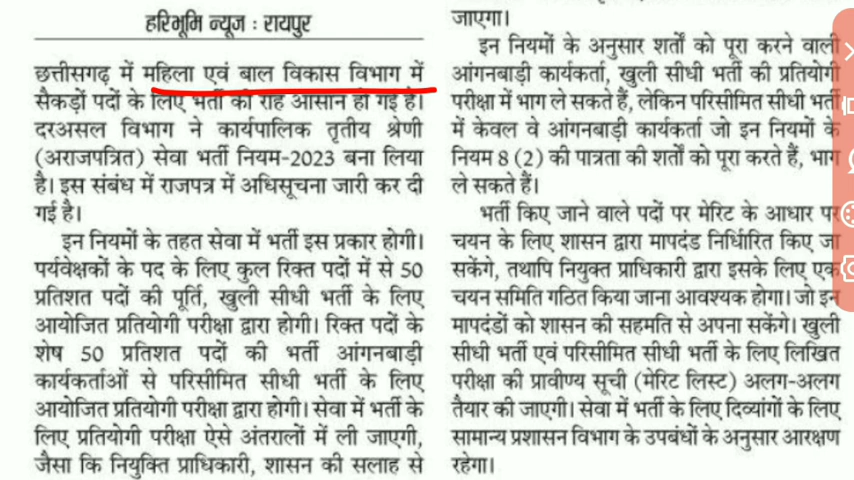 हरिभूमि न्यूज : रायपुर
छत्तीसगढ़ में महिला एवं बाल विकास विभाग में
सैकड़ों पदों के लिए भर्ती की राह आसान हो गई है।
दरअसल विभाग ने कार्यपालिक तृतीय श्रेणी
(अराजपत्रित) सेवा भर्ती नियम-2023 बना लिया
है। इस संबंध में राजपत्र में अधिसूचना जारी कर दी
गई है।
इन नियमों के तहत सेवा में भर्ती इस प्रकार होगी।
पर्यवेक्षकों के पद के लिए कुल रिक्त पदों में से 50
प्रतिशत पदों की पूर्ति, खुली सीधी भर्ती के लिए
आयोजित प्रतियोगी परीक्षा द्वारा होगी। रिक्त पदों के
शेष 50 प्रतिशत पदों की भर्ती आंगनबाड़ी
कार्यकर्ताओं से परिसीमित सीधी भर्ती के लिए
आयोजित प्रतियोगी परीक्षा द्वारा होगी। सेवा में भर्ती के
लिए प्रतियोगी परीक्षा ऐसे अंतरालों में ली जाएगी,
जैसा कि नियुक्ति प्राधिकारी, शासन की सलाह से
जाएगा।
इन नियमों के अनुसार शर्तों को पूरा करने वाली
आंगनबाड़ी कार्यकर्ता, खुली सीधी भर्ती की प्रतियोगी
परीक्षा में भाग ले सकते हैं, लेकिन परिसीमित सीधी भर्ती
में केवल वे आंगनबाड़ी कार्यकर्ता जो इन नियमों के
नियम 8 (2) की पात्रता की शर्तों को पूरा करते हैं, भाग
ले सकते हैं।
भर्ती किए जाने वाले पदों पर मेरिट के आधार पर
चयन के लिए शासन द्वारा मापदंड निर्धारित किए जा
सकेंगे, तथापि नियुक्त प्राधिकारी द्वारा इसके लिए एक
चयन समिति गठित किया जाना आवश्यक होगा। जो इन
मापदंडों को शासन की सहमति से अपना सकेंगे। खुली
सीधी भर्ती एवं परिसीमित सीधी भर्ती के लिए लिखित
परीक्षा की प्रावीण्य सूची (मेरिट लिस्ट) अलग-अलग
तैयार की जाएगी। सेवा में भर्ती के लिए दिव्यांगों के लिए
सामान्य प्रशासन विभाग के उपबंधों के अनुसार आरक्षण
रहेगा।